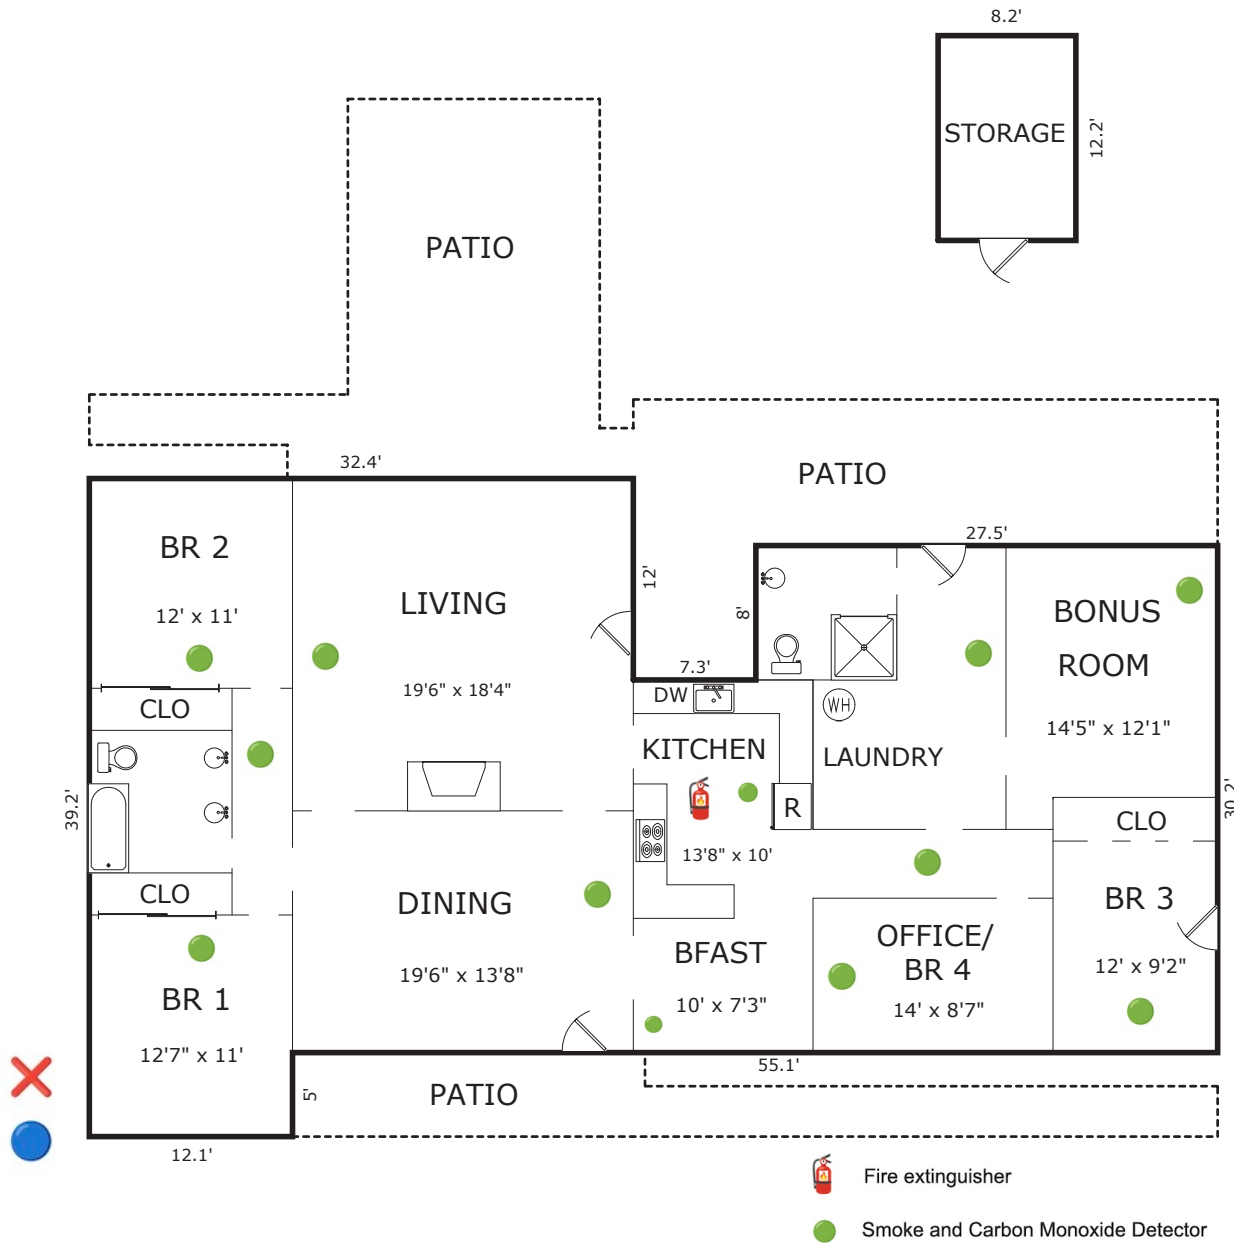 8.2'
STORAGE
12.2'
PATIO
32.4'
PATIO
27.5'
BR 2
12' x 11'
LIVING
19'6" x 18'4"
12'
8'
7.3'
BONUS
ROOM
14'5" x 12'1"
CLO
DW
KITCHEN
13'8" x 10'
R
WH
LAUNDRY
39.2'
30.2'
CLO
CLO
BR 3
12' x 9'2"
DINING
19'6" x 13'8"
BFAST
10' x 7'3"
OFFICE/
BR 4
14' x 8'7"
BR 1
12'7" x 11'
55.1'
5'
PATIO
12.1'
Fire extinguisher
Smoke and Carbon Monoxide Detector